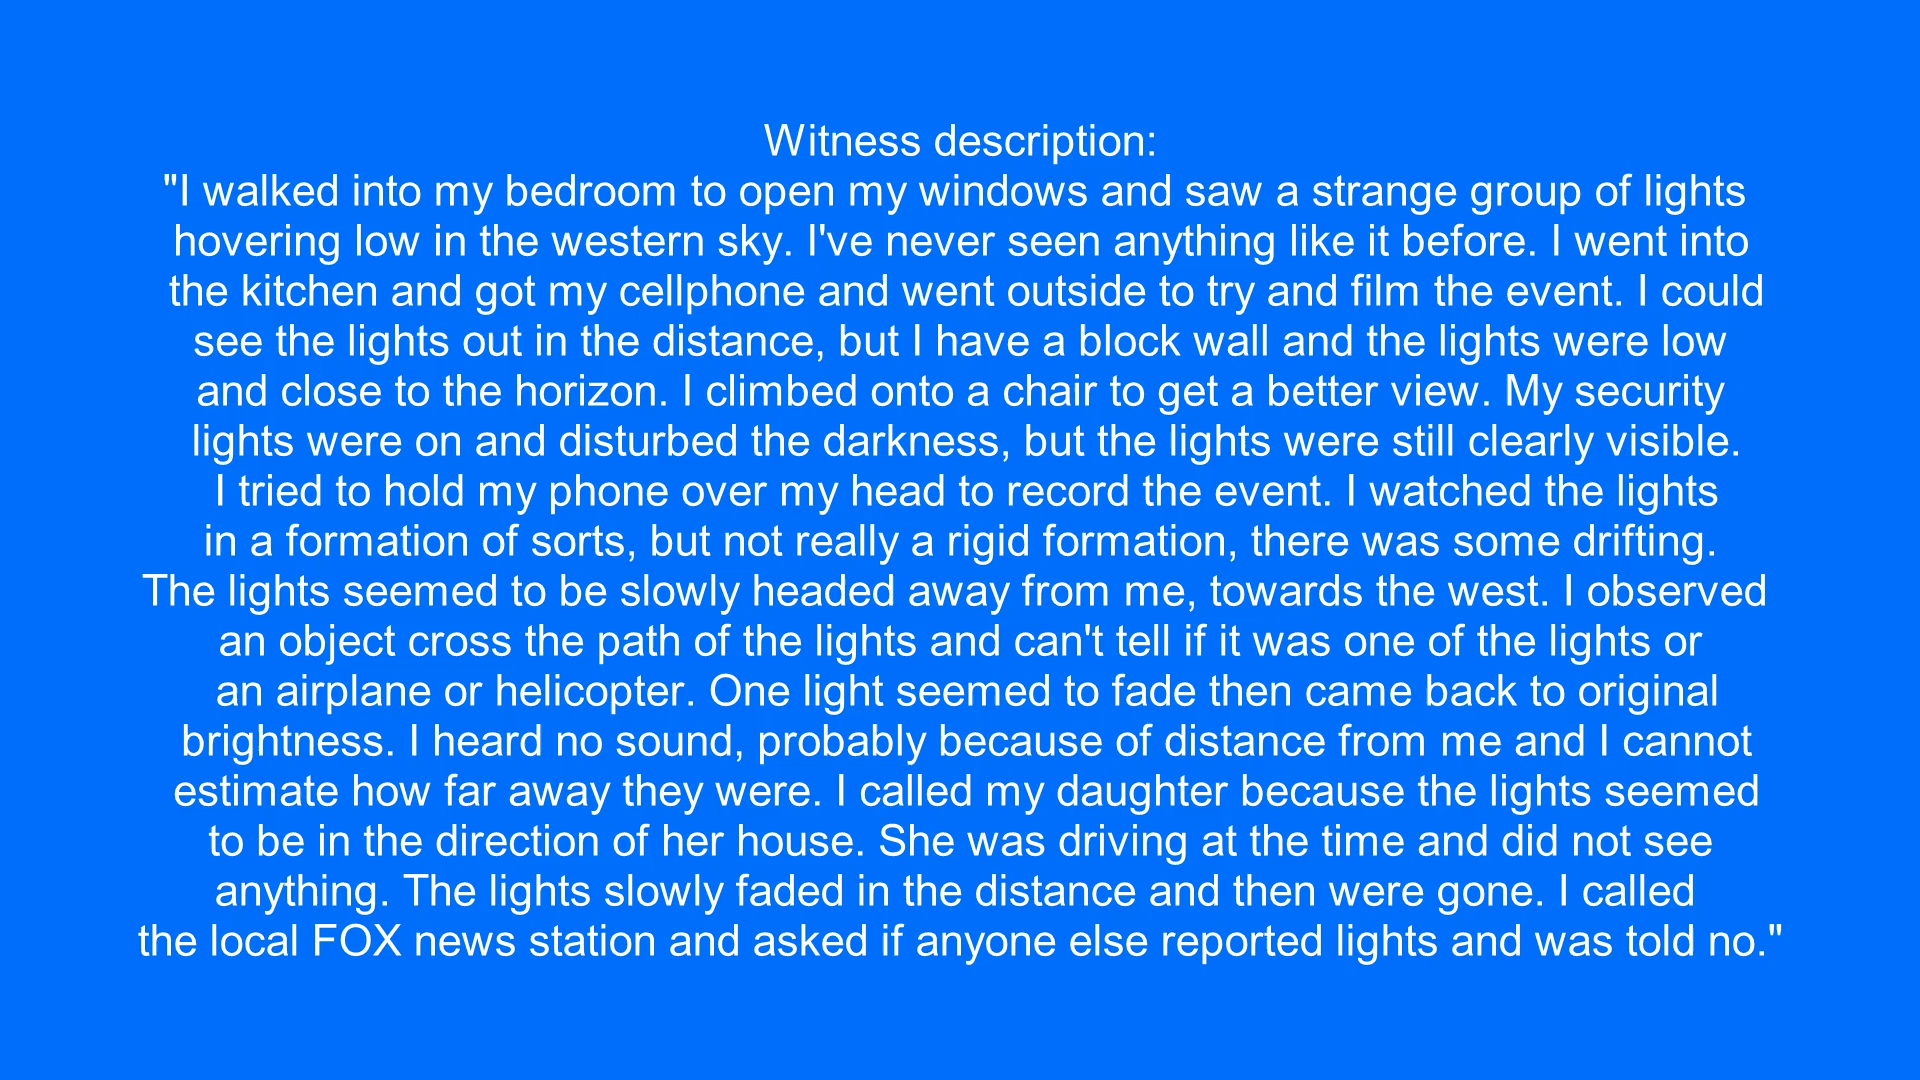 Witness description:
"I walked into my bedroom to open my windows and saw a strange group of lights
hovering low in the western sky. I've never seen anything like it before. I went into
the kitchen and got my cellphone and went outside to try and film the event. I could
see the lights out in the distance, but I have a block wall and the lights were low
and close to the horizon. I climbed onto a chair to get a better view. My security
lights were on and disturbed the darkness, but the lights were still clearly visible.
I tried to hold my phone over my head to record the event. I watched the lights
in a formation of sorts, but not really a rigid formation, there was some drifting.
The lights seemed to be slowly headed away from me, towards the west. I observed
an object cross the path of the lights and can't tell if it was one of the lights or
an airplane or helicopter. One light seemed to fade then came back to original
brightness. I heard no sound, probably because of distance from me and I cannot
estimate how far away they were. I called my daughter because the lights seemed
to be in the direction of her house. She was driving at the time and did not see
anything. The lights slowly faded in the distance and then were gone. I called
the local FOX news station and asked if anyone else reported lights and was told no."